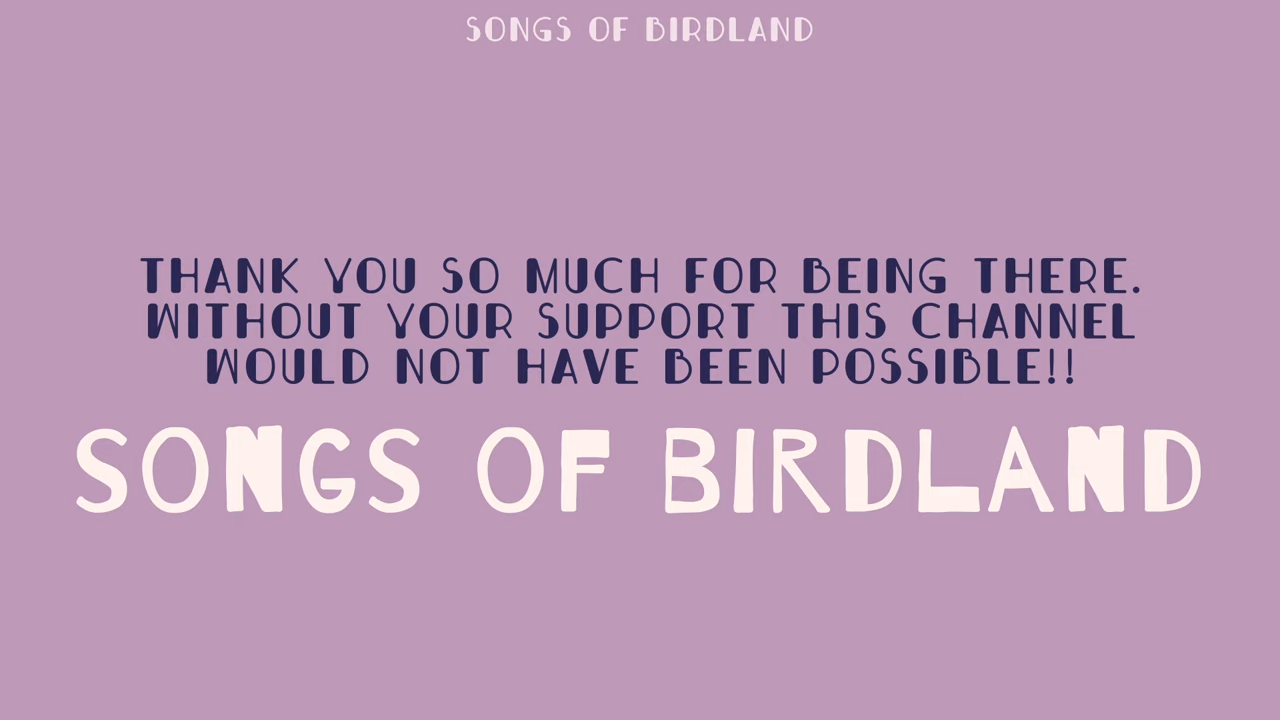 SONGS OF BIRDLAND
THANK YOU SO MUCH FOR BEING THERE.
WITHOUT YOUR SUPPORT THIS CHANNEL
WOULD NOT HAVE BEEN POSSIBLE!!
SONGS OF BIRDLAND